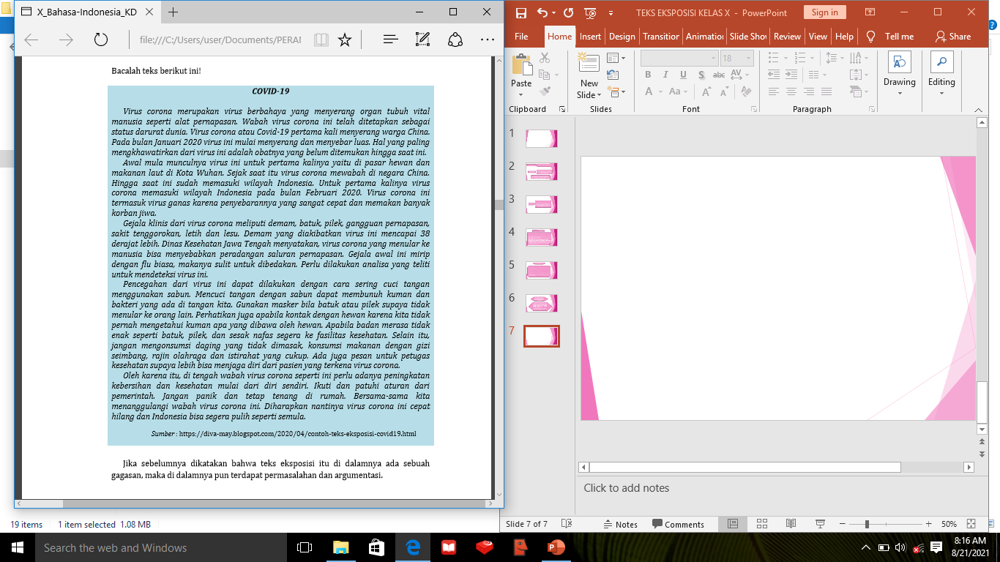 X_Bahasa-Indonesia_KD
file:///C:/Users/user/Documents/PERAI
Bacalah teks berikut ini!
COVID-19
Virus corona merupakan virus berbahaya yang menyerang organ tubuh vital
manusia seperti alat pernapasan. Wabah virus corona ini telah ditetapkan sebagai
status darurat dunia. Virus corona atau Covid-19 pertama kali menyerang warga China.
Pada bulan Januari 2020 virus ini mulai menyerang dan menyebar luas. Hal yang paling
mengkhawatirkan dari virus ini adalah obatnya yang belum ditemukan hingga saat ini.
Awal mula munculnya virus ini untuk pertama kalinya yaitu di pasar hewan dan
makanan laut di Kota Wuhan. Sejak saat itu virus corona mewabah di negara China.
Hingga saat ini sudah memasuki wilayah Indonesia. Untuk pertama kalinya virus
corona memasuki wilayah Indonesia pada bulan Februari 2020. Virus corona ini
termasuk virus ganas karena penyebarannya yang sangat cepat dan memakan banyak
korban jiwa.
Gejala klinis dari virus corona meliputi demam, batuk, pilek, gangguan pernapasan,
sakit tenggorokan, letih dan lesu. Demam yang diakibatkan virus ini mencapai 38
derajat lebih. Dinas Kesehatan Jawa Tengah menyatakan, virus corona yang menular ke
manusia bisa menyebabkan peradangan saluran pernapasan. Gejala awal ini mirip
dengan flu biasa, makanya sulit untuk dibedakan. Perlu dilakukan analisa yang teliti
untuk mendeteksi virus ini.
Pencegahan dari virus ini dapat dilakukan dengan cara sering cuci tangan
menggunakan sabun. Mencuci tangan dengan sabun dapat membunuh kuman dan
bakteri yang ada di tangan kita. Gunakan masker bila batuk atau pilek supaya tidak
menular ke orang lain. Perhatikan juga apabila kontak dengan hewan karena kita tidak
pernah mengetahui kuman apa yang dibawa oleh hewan. Apabila badan merasa tidak
enak seperti batuk, pilek, dan sesak nafas segera ke fasilitas kesehatan. Selain itu,
jangan mengonsumsi daging yang tidak dimasak, konsumsi makanan dengan gizi
seimbang, rajin olahraga dan istirahat yang cukup. Ada juga pesan untuk petugas
kesehatan supaya lebih bisa menjaga diri dari pasien yang terkena virus corona.
Oleh karena itu, di tengah wabah virus corona seperti ini perlu adanya peningkatan
kebersihan dan kesehatan mulai dari diri sendiri. Ikuti dan patuhi aturan dari
pemerintah. Jangan panik dan tetap tenang di rumah. Bersama-sama kita
menanggulangi wabah virus corona ini. Diharapkan nantinya virus corona ini cepat
hilang dan Indonesia bisa segera pulih seperti semula.
Sumber : https://diva-may.blogspot.com/2020/04/contoh-teks-eksposisi-covid19.html
Jika sebelumnya dikatakan bahwa teks eksposisi itu di dalamnya ada sebuah
gagasan, maka di dalamnya pun terdapat permasalahan dan argumentasi.
19 items 1 item selected 1.08 MB
TEKS EKSPOSISI KELAS X - PowerPoint
Sign in
File Home Insert Design Transition Animation Slide Show Review View Help Tell me Share
18
Paste
New
Slide
B I U S abc AV
A Aa A A
Drawing
Editing
Clipboard Slides Font Paragraph
1
2
3
4
5
6
7
Click to add notes
Slide 7 of 7 Notes Comments 50%
Search the web and Windows
8:16 AM
8/21/2021